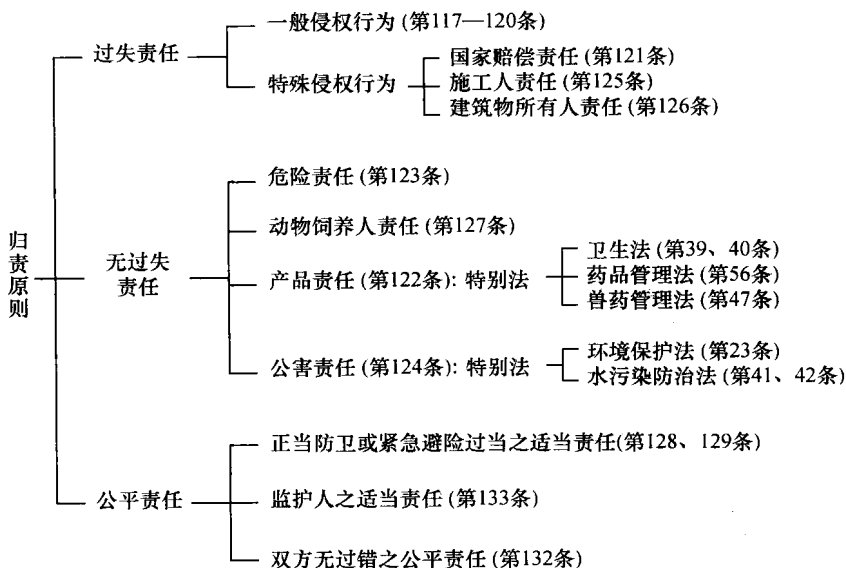 归责原则
过失责任
一般侵权行为 (第117—120条)
特殊侵权行为
国家赔偿责任 (第121条)
施工人责任 (第125条)
建筑物所有人责任 (第126条)
无过失
责任
危险责任 (第123条)
动物饲养人责任 (第127条)
产品责任 (第122条): 特别法
卫生法 (第39、40条)
药品管理法 (第56条)
兽药管理法 (第47条)
公害责任 (第124条): 特别法
环境保护法 (第23条)
水污染防治法 (第41、42条)
公平责任
正当防卫或紧急避险过当之适当责任(第128、129条)
监护人之适当责任 (第133条)
双方无过错之公平责任 (第132条)